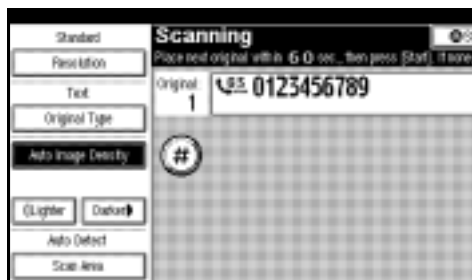 Standard
Resolution
Text
Original Type
Auto Image Density
Lighter
Darker
Auto Detect
Scan Area
Scanning
Place next original within 60 sec., then press [Start]. If none
Original:
1
G3 0123456789
#